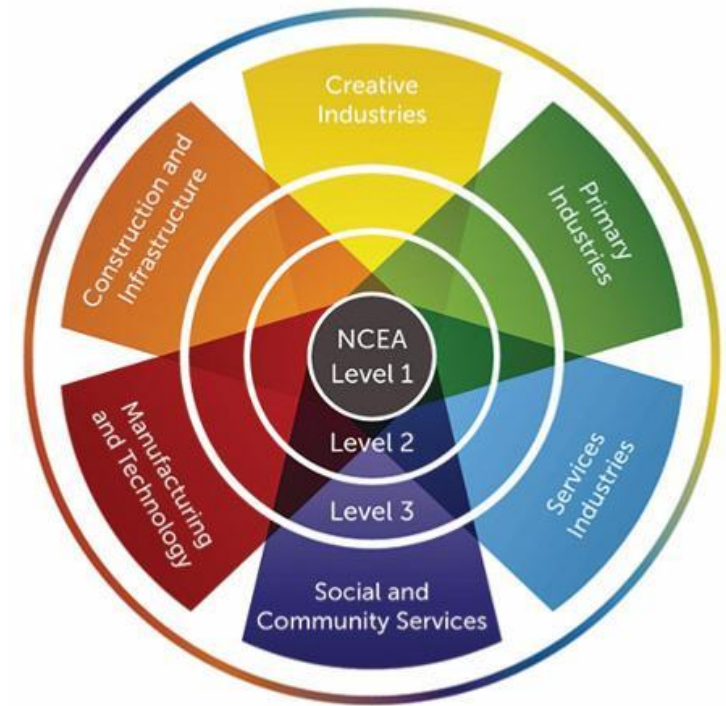 Creative
Industries
Primary
Industries
Services
Industries
Social and
Community Services
Manufacturing
and Technology
Construction and
Infrastructure
NCEA
Level 1
Level 2
Level 3